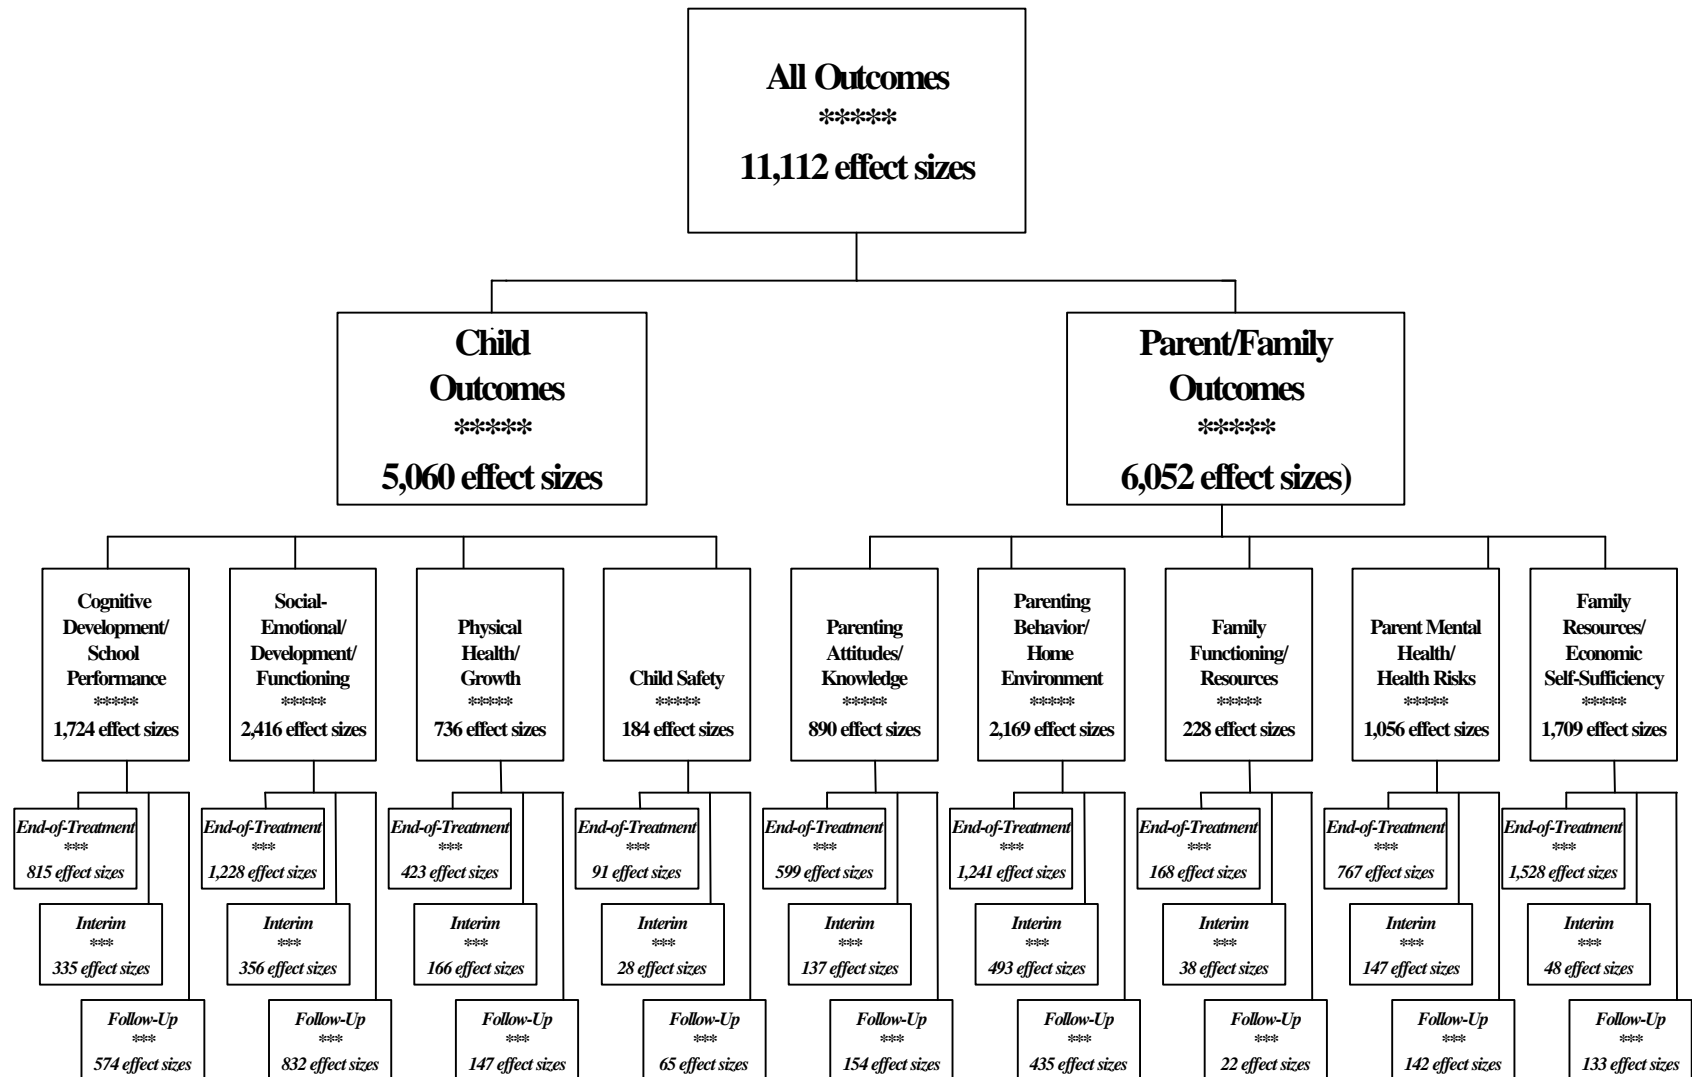 All Outcomes
*****
11,112 effect sizes
Child
Outcomes
*****
5,060 effect sizes
Parent/Family
Outcomes
*****
6,052 effect sizes)
Cognitive
Development/
School
Performance
*****
1,724 effect sizes
Social-
Emotional/
Development/
Functioning
*****
2,416 effect sizes
Physical
Health/
Growth
*****
736 effect sizes
Child Safety
*****
184 effect sizes
Parenting
Attitudes/
Knowledge
*****
890 effect sizes
Parenting
Behavior/
Home
Environment
*****
2,169 effect sizes
Family
Functioning/
Resources
*****
228 effect sizes
Parent Mental
Health/
Health Risks
*****
1,056 effect sizes
Family
Resources/
Economic
Self-Sufficiency
*****
1,709 effect sizes
End-of-Treatment
***
815 effect sizes
End-of-Treatment
***
1,228 effect sizes
End-of-Treatment
***
423 effect sizes
End-of-Treatment
***
91 effect sizes
End-of-Treatment
***
599 effect sizes
End-of-Treatment
***
1,241 effect sizes
End-of-Treatment
***
168 effect sizes
End-of-Treatment
***
767 effect sizes
End-of-Treatment
***
1,528 effect sizes
Interim
***
335 effect sizes
Interim
***
356 effect sizes
Interim
***
166 effect sizes
Interim
***
28 effect sizes
Interim
***
137 effect sizes
Interim
***
493 effect sizes
Interim
***
38 effect sizes
Interim
***
147 effect sizes
Interim
***
48 effect sizes
Follow-Up
***
574 effect sizes
Follow-Up
***
832 effect sizes
Follow-Up
***
147 effect sizes
Follow-Up
***
65 effect sizes
Follow-Up
***
154 effect sizes
Follow-Up
***
435 effect sizes
Follow-Up
***
22 effect sizes
Follow-Up
***
142 effect sizes
Follow-Up
***
133 effect sizes